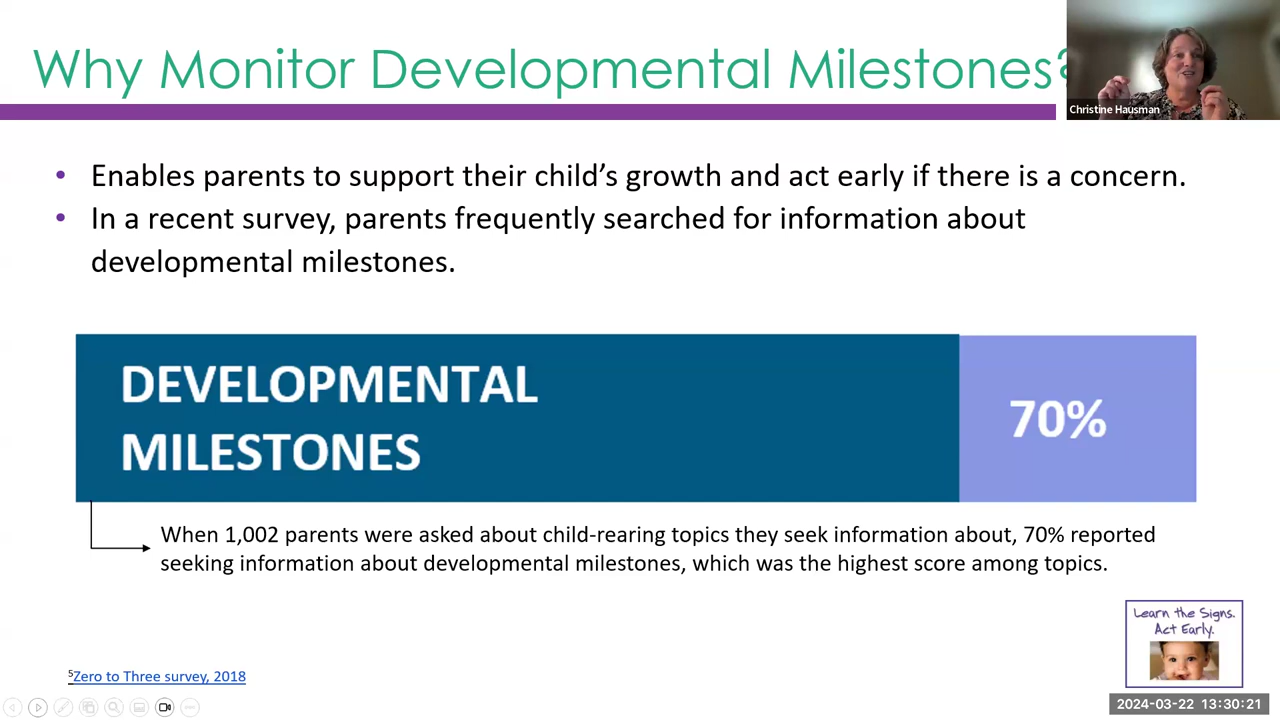 Why Monitor Developmental Milestones?
Christine Hausman
• Enables parents to support their child’s growth and act early if there is a concern.
• In a recent survey, parents frequently searched for information about
developmental milestones.
DEVELOPMENTAL
MILESTONES
70%
When 1,002 parents were asked about child-rearing topics they seek information about, 70% reported
seeking information about developmental milestones, which was the highest score among topics.
Learn the Signs.
Act Early.
5Zero to Three survey, 2018
2024-03-22 13:30:21